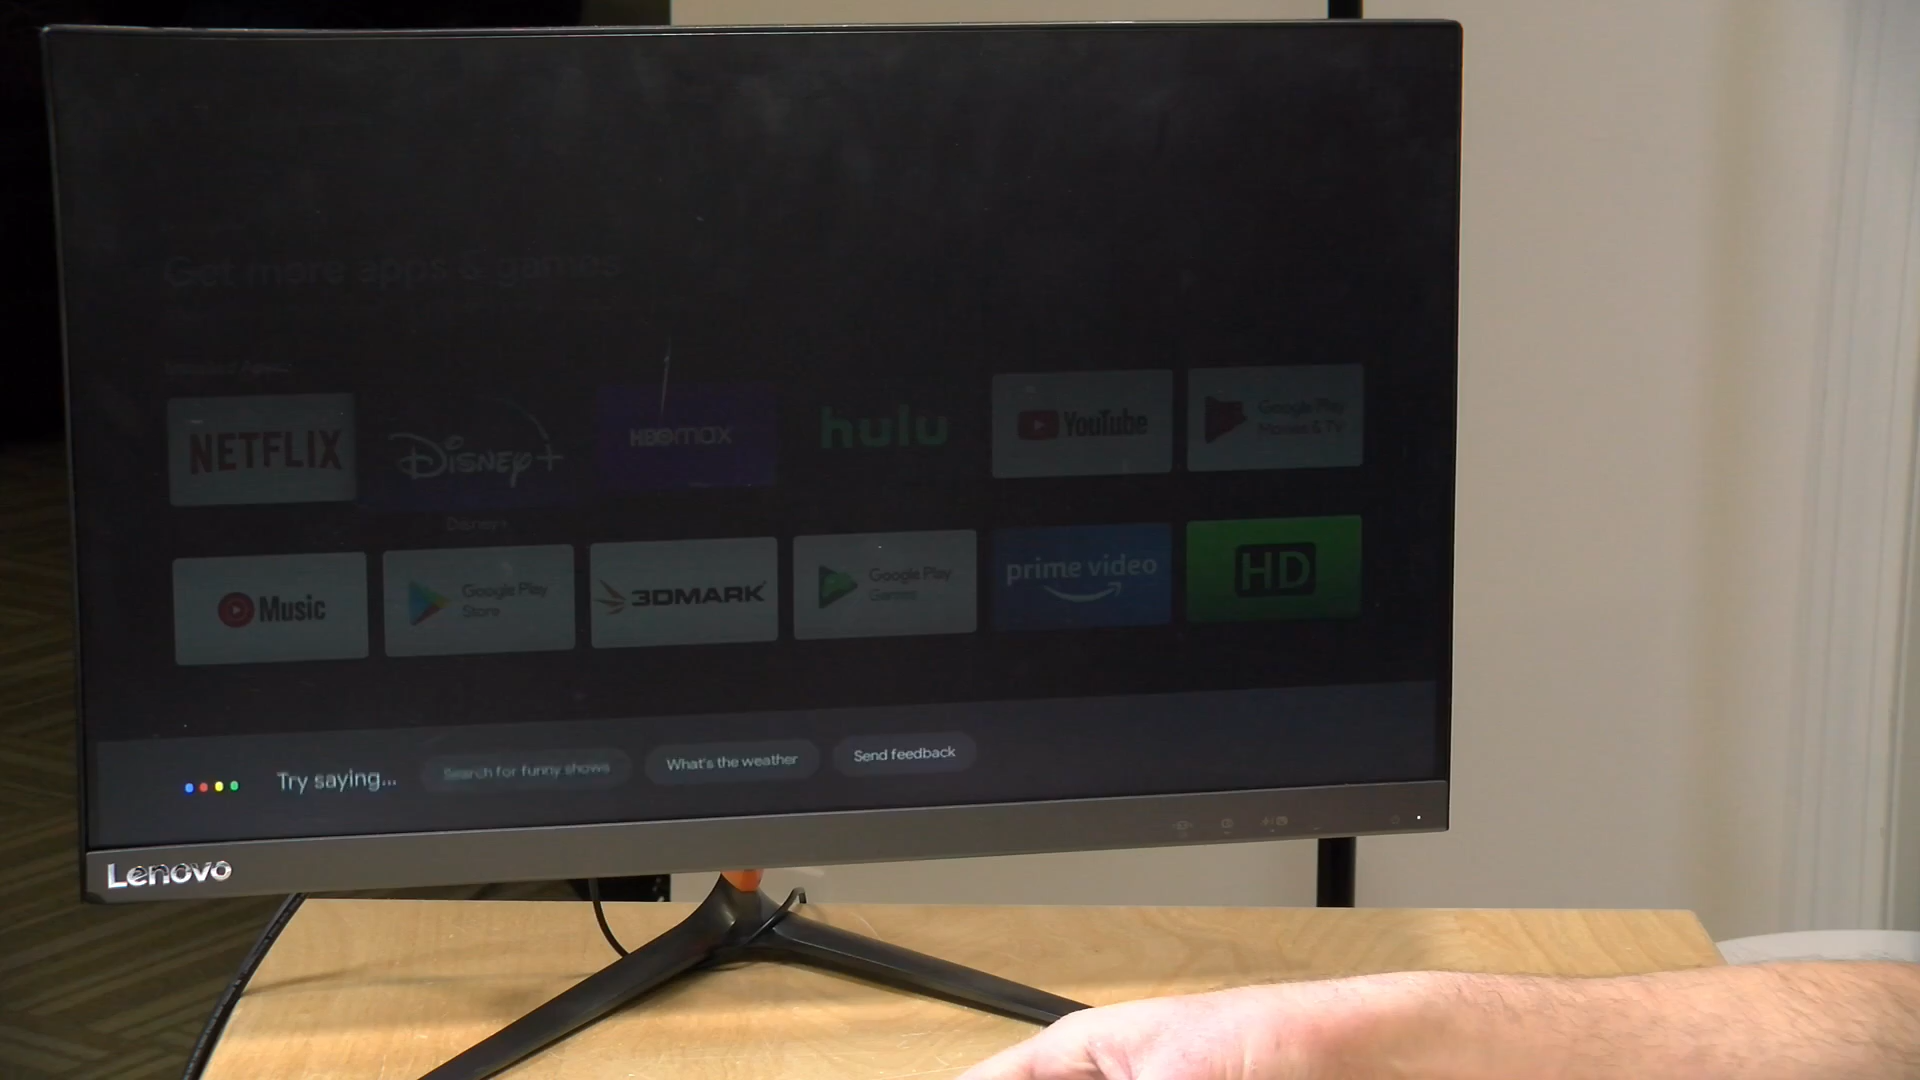 Get more apps & games
NETFLIX
Disney+
HBOmax
hulu
YouTube
Google Play
Movies & TV
Disney+
Music
Google Play
Store
3DMARK
Google Play
Games
prime video
HD
Try saying...
Search for funny shows
What's the weather
Send feedback
Lenovo